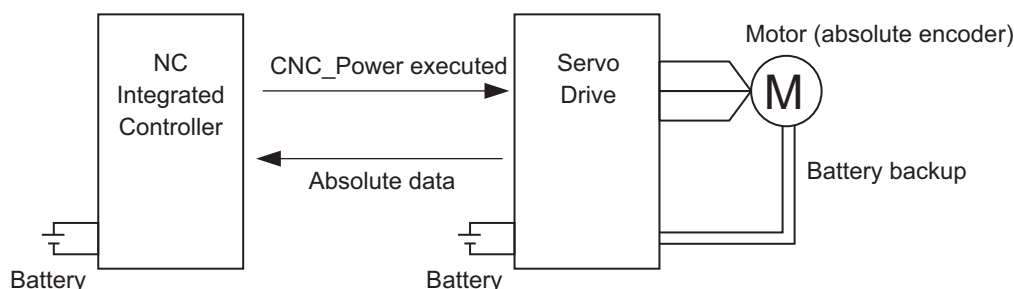 Motor (absolute encoder)
NC
Integrated
Controller
CNC_Power executed
Servo
Drive
M
Absolute data
Battery backup
Battery
Battery